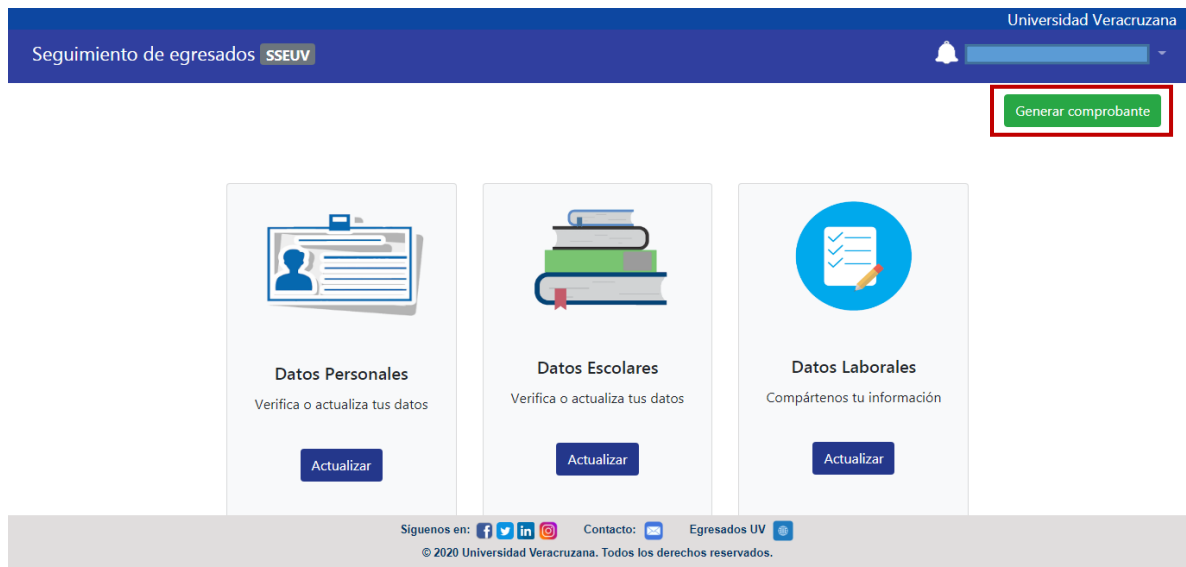 Universidad Veracruzana
Seguimiento de egresados SSEUV
Generar comprobante
Datos Personales
Verifica o actualiza tus datos
Actualizar
Datos Escolares
Verifica o actualiza tus datos
Actualizar
Datos Laborales
Compártenos tu información
Actualizar
Síguenos en: Contacto: Egresados UV
© 2020 Universidad Veracruzana. Todos los derechos reservados.